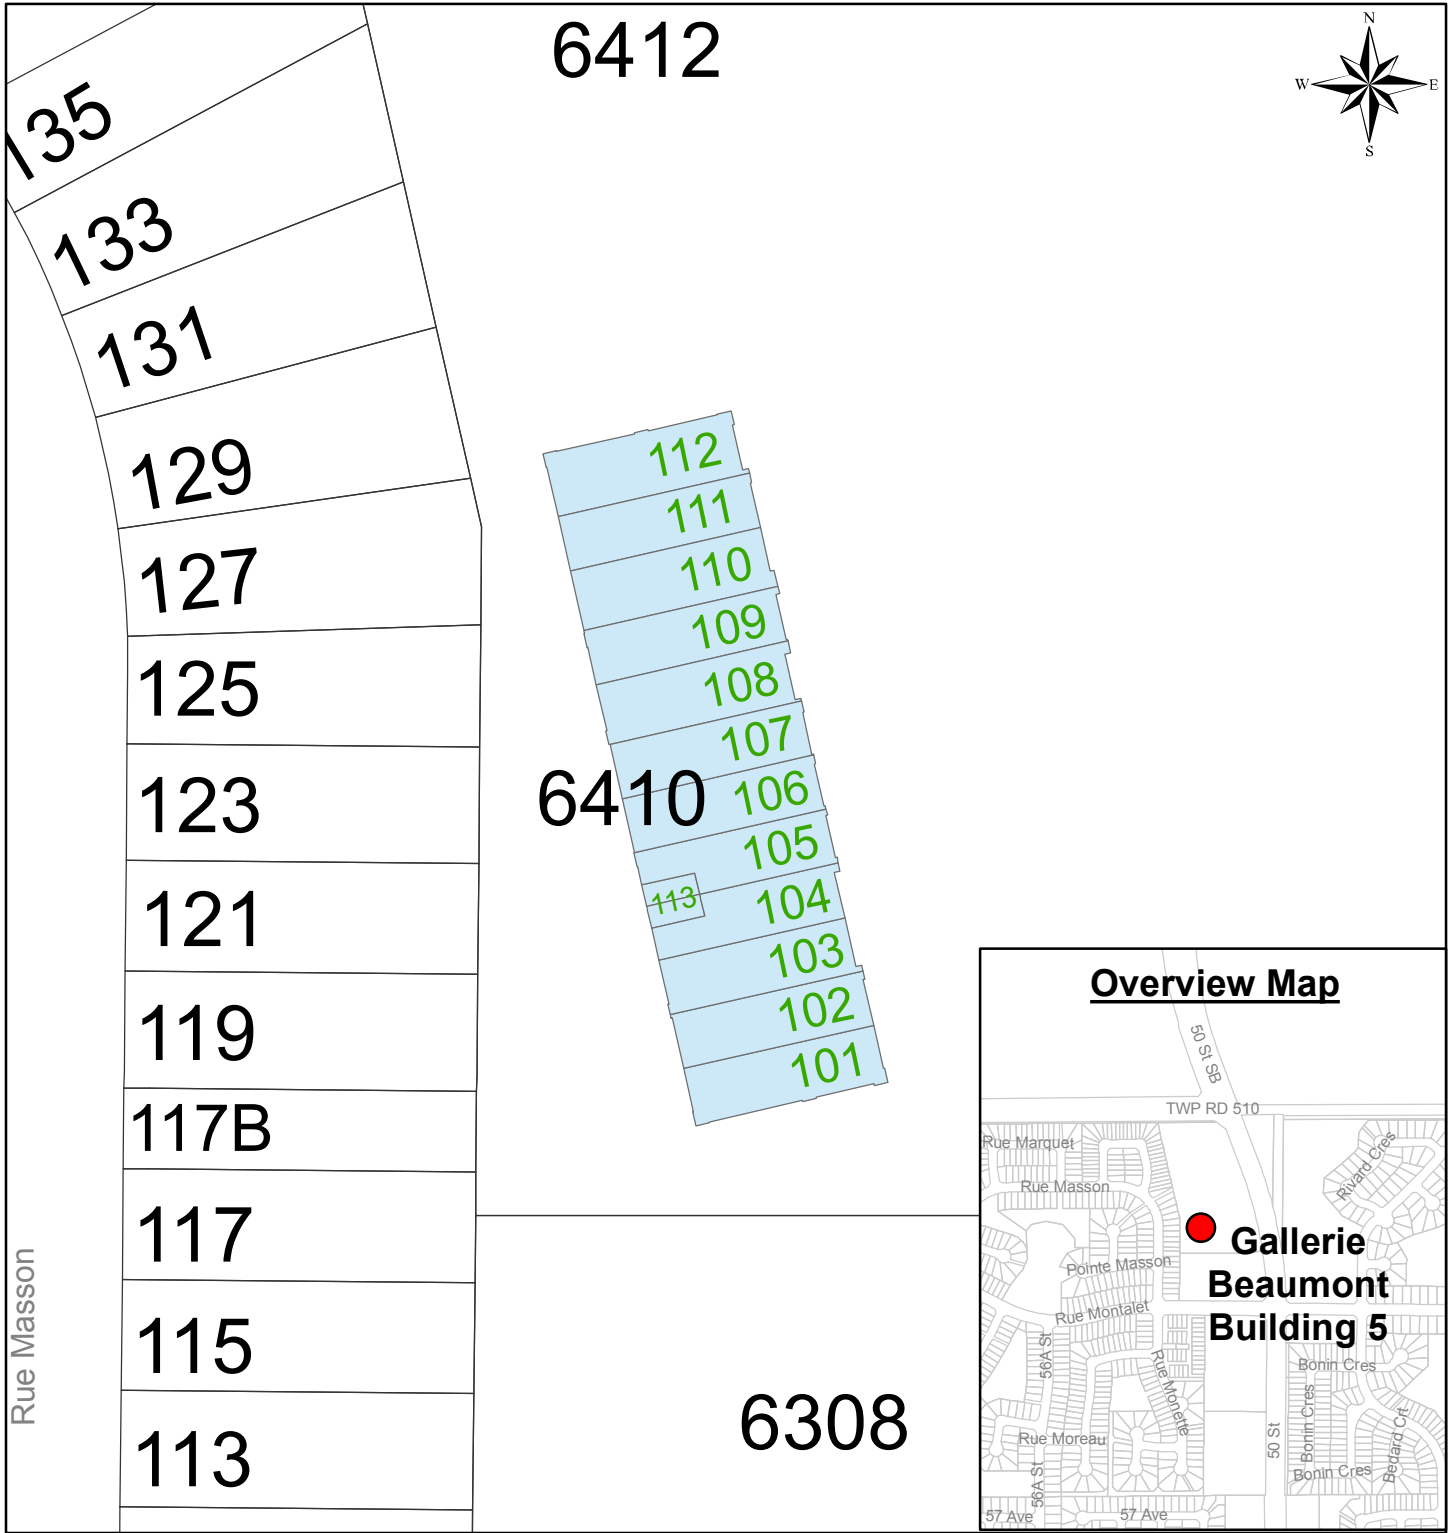 6412
N
W
E
S
135
133
131
129
127
125
123
121
119
117B
117
115
113
Rue Masson
112
111
110
109
108
107
106
105
104
113
103
102
101
6410
6308
Overview Map
50 St SB
TWP RD 510
Rue Marquet
Rue Masson
Rivard Cres
Gallerie
Beaumont
Building 5
Pointe Masson
Rue Montalet
56A St
Rue Monette
Bonin Cres
Bonin Cres
Bedard Crt
Rue Moreau
50 St
Bonin Cres
56A St
57 Ave
57 Ave